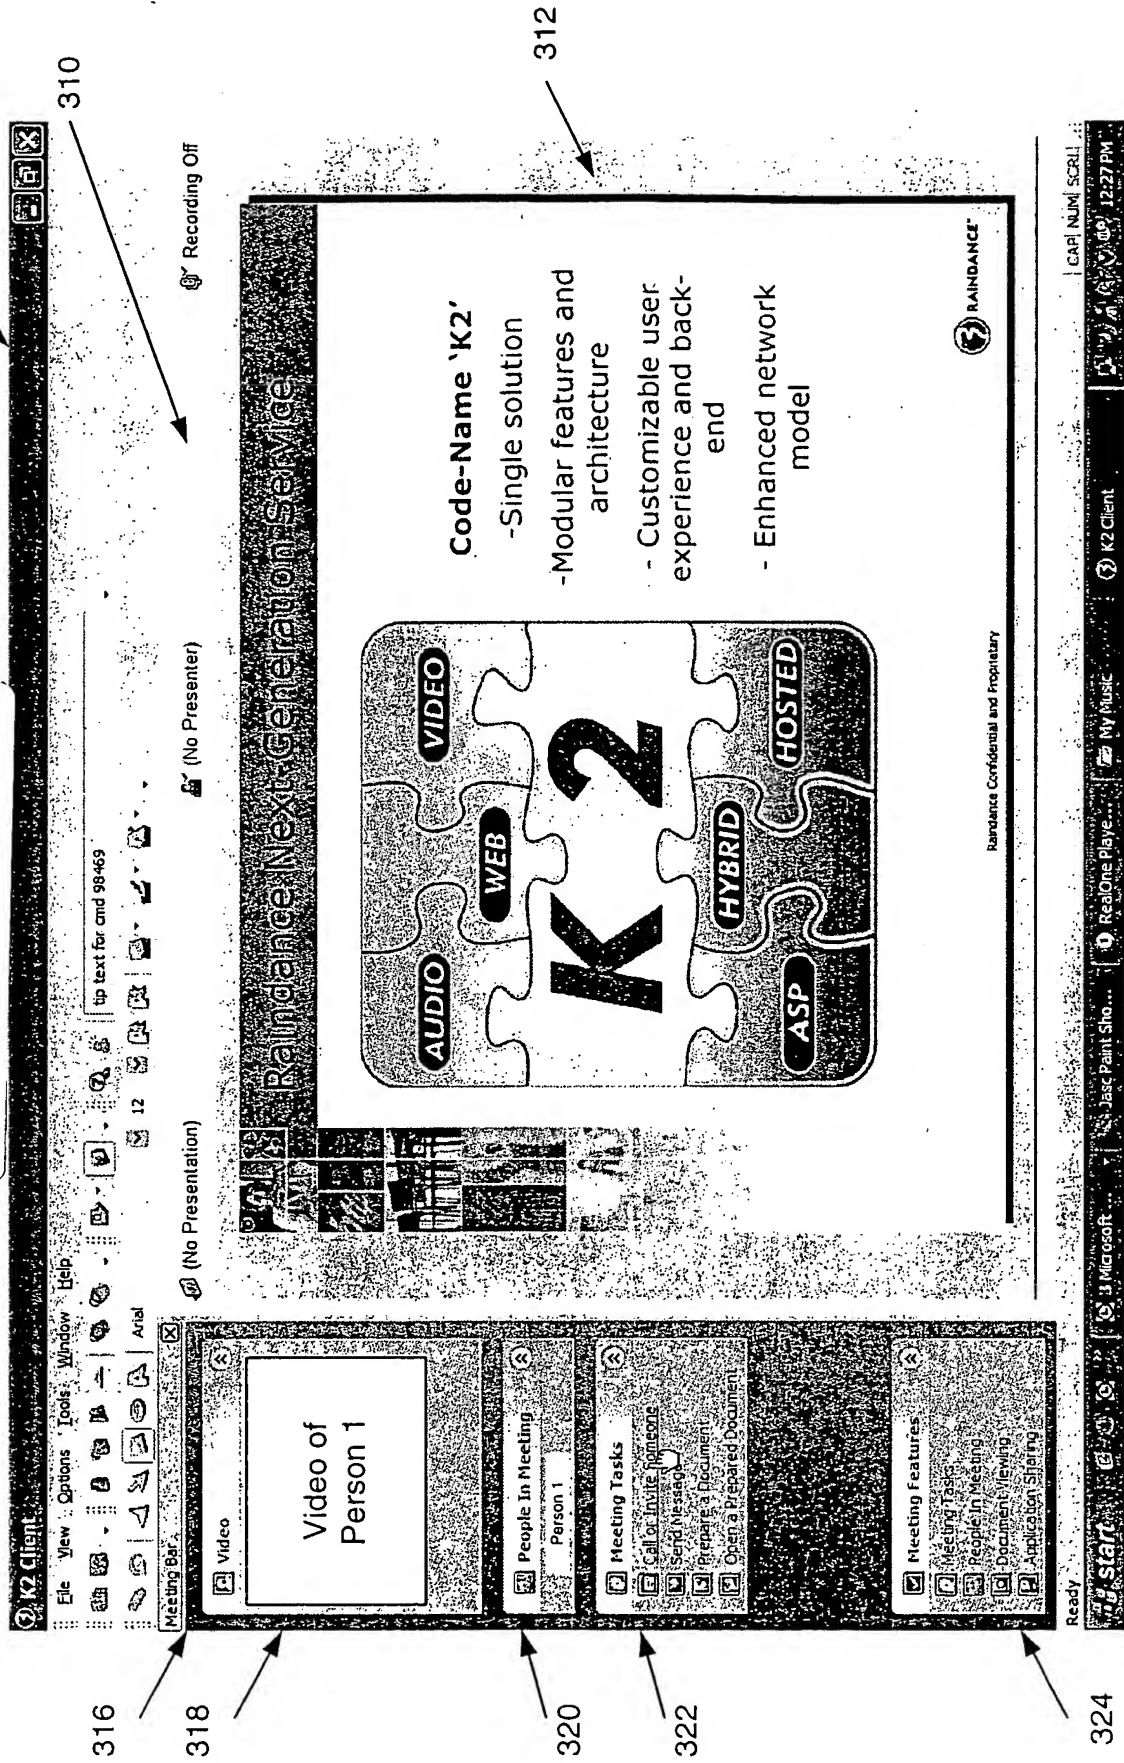 310
312
K2 Client
File View Options Tools Window Help
tip text for cmd 98469
Arial 12
Meeting Bar
(No Presentation) (No Presenter) Recording Off
Video
Video of
Person 1
People In Meeting
Person 1
Meeting Tasks
Call or Invite Someone
Send Message
Prepare a Document
Open a Prepared Document
Meeting Features
Meeting Tasks
People In Meeting
Document Viewing
Application Sharing
Raindance Next-Generation Service
AUDIO
WEB
VIDEO
K 2
ASP
HYBRID
HOSTED
Code-Name 'K2'
-Single solution
-Modular features and
architecture
- Customizable user
experience and back-
end
- Enhanced network
model
Raindance Confidential and Proprietary
RAINDANCE
Ready
CAP NUM SCRL
start
3 Microsoft ...
Jasc Paint Sho...
RealOne Playe...
My Music
K2 Client
12:27 PM
316
318
320
322
324